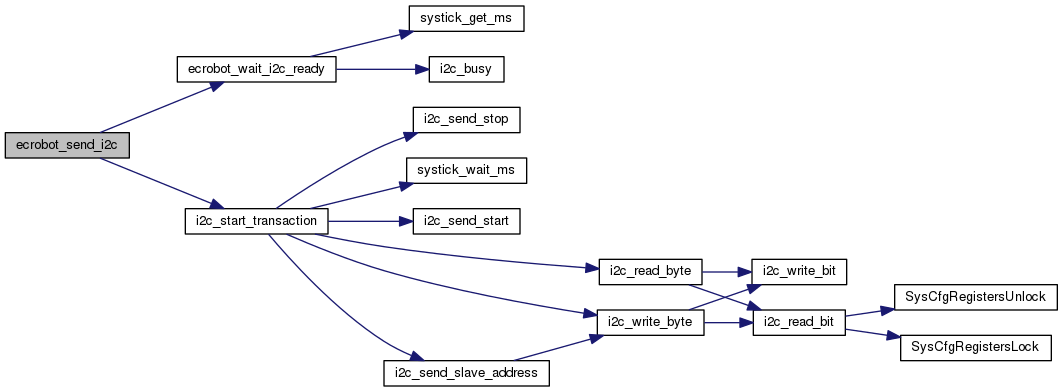 systick_get_ms
ecrobot_wait_i2c_ready
i2c_busy
i2c_send_stop
ecrobot_send_i2c
systick_wait_ms
i2c_start_transaction
i2c_send_start
i2c_read_byte
i2c_write_bit
SysCfgRegistersUnlock
i2c_write_byte
i2c_read_bit
SysCfgRegistersLock
i2c_send_slave_address